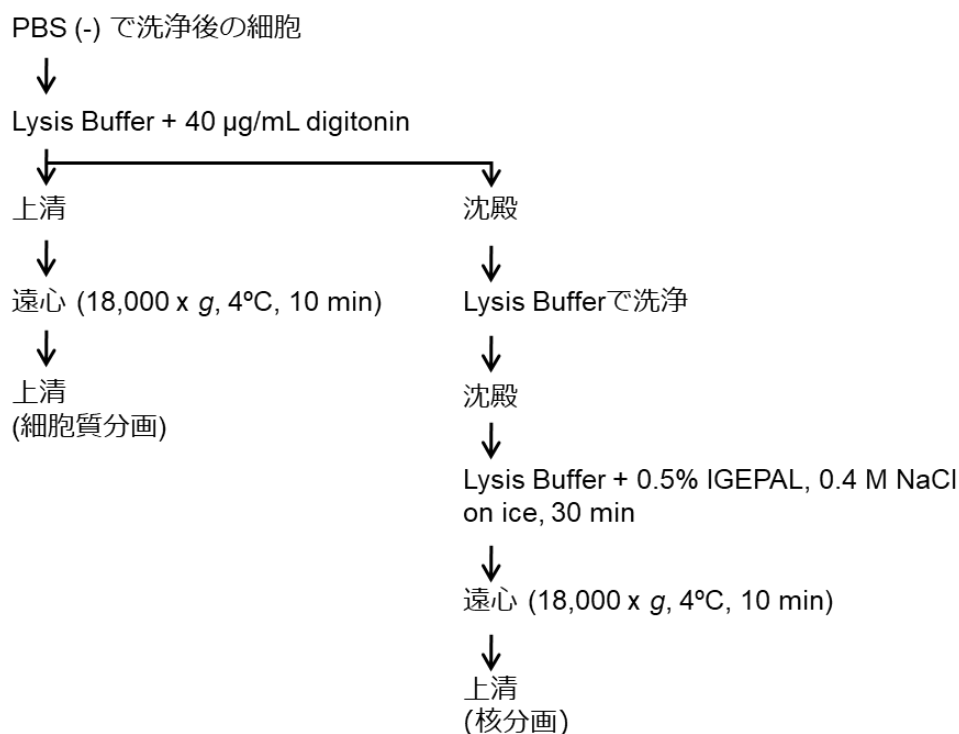 PBS (-) で洗浄後の細胞
Lysis Buffer + 40 µg/mL digitonin
上清
沈殿
遠心 (18,000 x g, 4ºC, 10 min)
Lysis Bufferで洗浄
上清
(細胞質分画)
沈殿
Lysis Buffer + 0.5% IGEPAL, 0.4 M NaCl
on ice, 30 min
遠心 (18,000 x g, 4ºC, 10 min)
上清
(核分画)